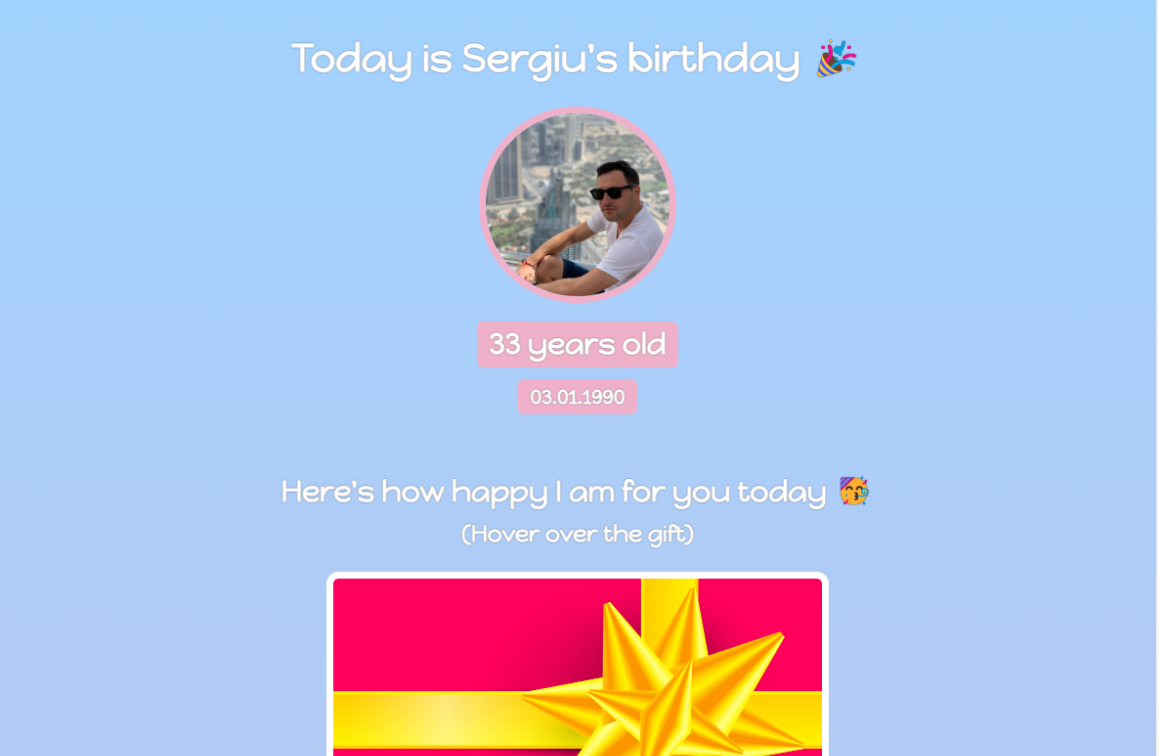 Today is Sergiu's birthday 🎉
33 years old
03.01.1990
Here's how happy I am for you today 🥳
(Hover over the gift)